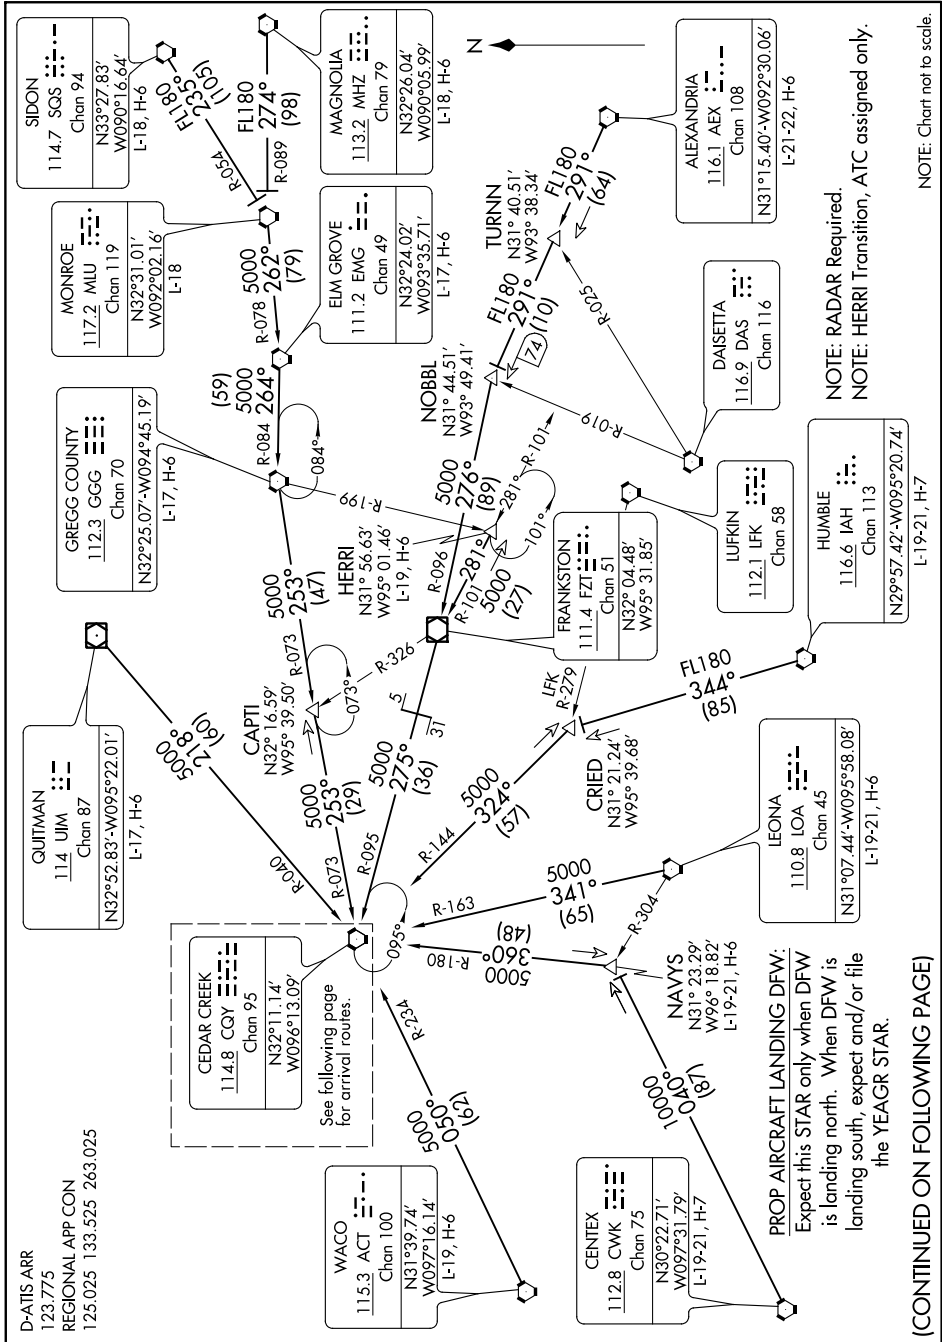 D-ATIS ARR
123.775
REGIONAL APP CON
125.025 133.525 263.025
QUITMAN
114 UIM
Chan 87
N32°52.83'-W095°22.01'
L-17, H-6
GREGG COUNTY
112.3 GGG
Chan 70
N32°25.07'-W094°45.19'
L-17, H-6
MONROE
117.2 MLU
Chan 119
N32°31.01'
W092°02.16'
L-18
SIDON
114.7 SQS
Chan 94
N33°27.83'
W090°16.64'
L-18, H-6
FL180
235°
(105)
R-054
FL180
274°
(98)
R-089
MAGNOLIA
113.2 MHZ
Chan 79
N32°26.04'
W090°05.99'
L-18, H-6
5000
262°
(79)
R-078
ELM GROVE
111.2 EMG
Chan 49
N32°24.02'
W093°35.71'
L-17, H-6
(59)
5000
264°
R-084
084°
R-199
5000
253°
(47)
R-073
CAPTI
N32° 16.59'
W95° 39.50'
073°
R-326
5000
253°
(29)
R-073
5000
218°
(60)
R-040
CEDAR CREEK
114.8 CQY
Chan 95
N32°11.14'
W096°13.09'
See following page
for arrival routes.
095°
HERRI
N31° 56.63'
W95° 01.46'
L-19, H-6
5000
275°
(36)
R-095
5
31
R-096
5000
276°
(89)
R-101
281°
5000
(27)
281°
101°
R-101
FRANKSTON
111.4 FZT
Chan 51
N32° 04.48'
W95° 31.85'
NOBBL
N31° 44.51'
W93° 49.41'
74
FL180
291°
(10)
TURNN
N31° 40.51'
W93° 38.34'
FL180
291°
(64)
R-025
R-019
N
ALEXANDRIA
116.1 AEX
Chan 108
N31°15.40'-W092°30.06'
L-21-22, H-6
DAISETTA
116.9 DAS
Chan 116
LUFKIN
112.1 LFK
Chan 58
HUMBLE
116.6 IAH
Chan 113
N29°57.42'-W095°20.74'
L-19-21, H-7
LFK
R-279
FL180
344°
(85)
CRIED
N31° 21.24'
W95° 39.68'
5000
324°
(57)
R-144
5000
341°
(65)
R-163
LEONA
110.8 LOA
Chan 45
N31°07.44'-W095°58.08'
L-19-21, H-6
R-304
5000
360°
(48)
R-180
NAVYS
N31° 23.29'
W96° 18.82'
L-19-21, H-6
WACO
115.3 ACT
Chan 100
N31°39.74'
W097°16.14'
L-19, H-6
5000
050°
(62)
R-234
CENTEX
112.8 CWK
Chan 75
N30°22.71'
W097°31.79'
L-19-21, H-7
10000
040°
(87)
PROP AIRCRAFT LANDING DFW:
Expect this STAR only when DFW
is landing north. When DFW is
landing south, expect and/or file
the YEAGR STAR.
NOTE: RADAR Required.
NOTE: HERRI Transition, ATC assigned only.
NOTE: Chart not to scale.
(CONTINUED ON FOLLOWING PAGE)